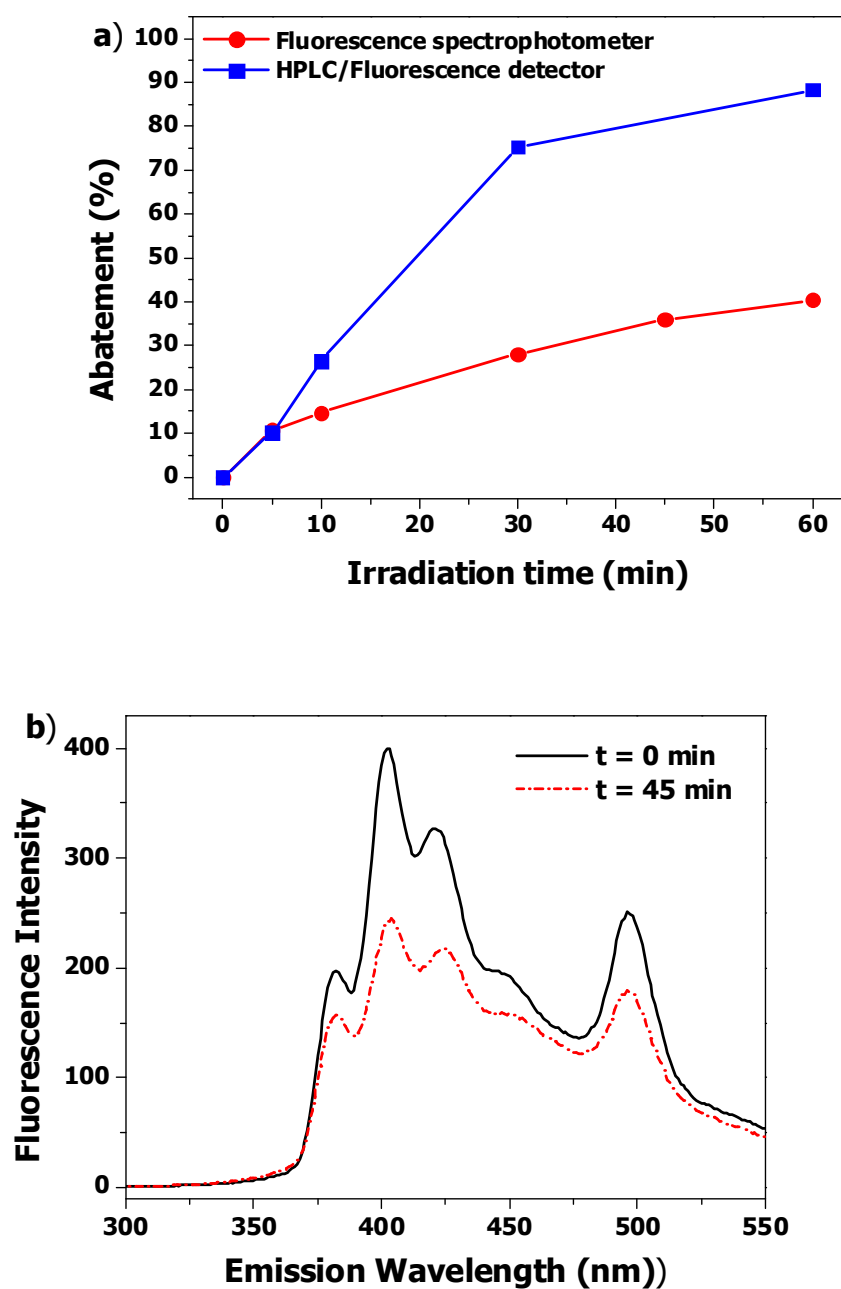 a)
Fluorescence spectrophotometer
HPLC/Fluorescence detector
100
90
80
70
60
50
40
30
20
10
0
Abatement (%)
0 10 20 30 40 50 60
Irradiation time (min)
b)
t = 0 min
t = 45 min
400
300
200
100
0
Fluorescence Intensity
300 350 400 450 500 550
Emission Wavelength (nm))